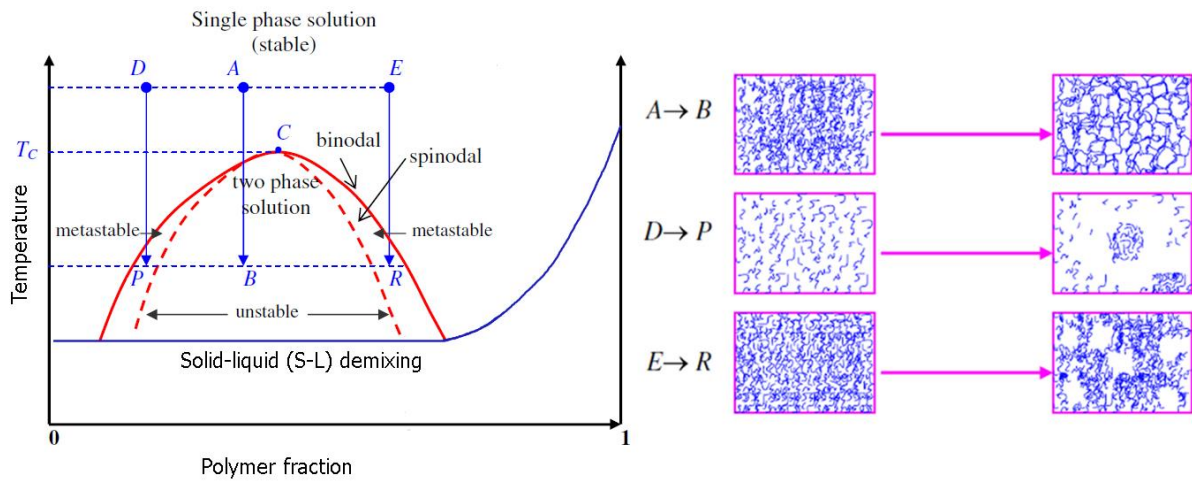 Single phase solution
(stable)
D
A
E
C
T_C
binodal
spinodal
two phase
solution
metastable
metastable
P
B
R
unstable
Solid-liquid (S-L) demixing
0
1
Temperature
Polymer fraction
A → B
D → P
E → R